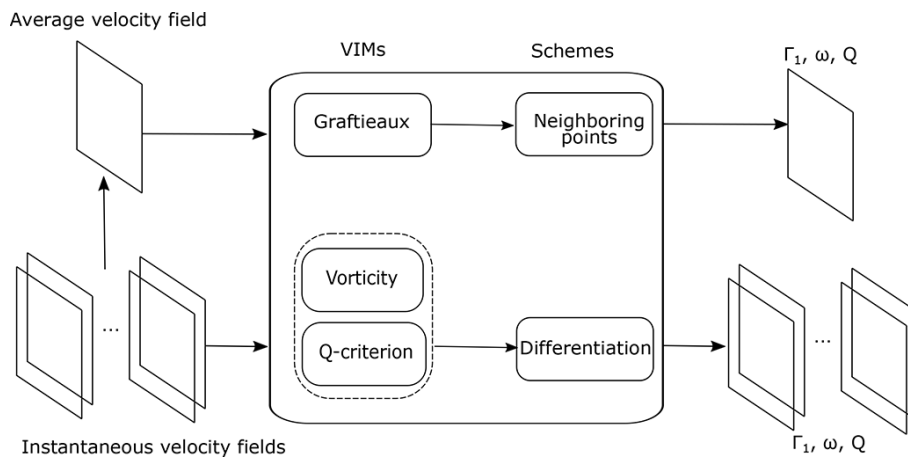 Average velocity field
VIMs
Schemes
Γ₁, ω, Q
Graftieaux
Neighboring
points
Vorticity
...
...
Q-criterion
Differentiation
Instantaneous velocity fields
Γ₁, ω, Q